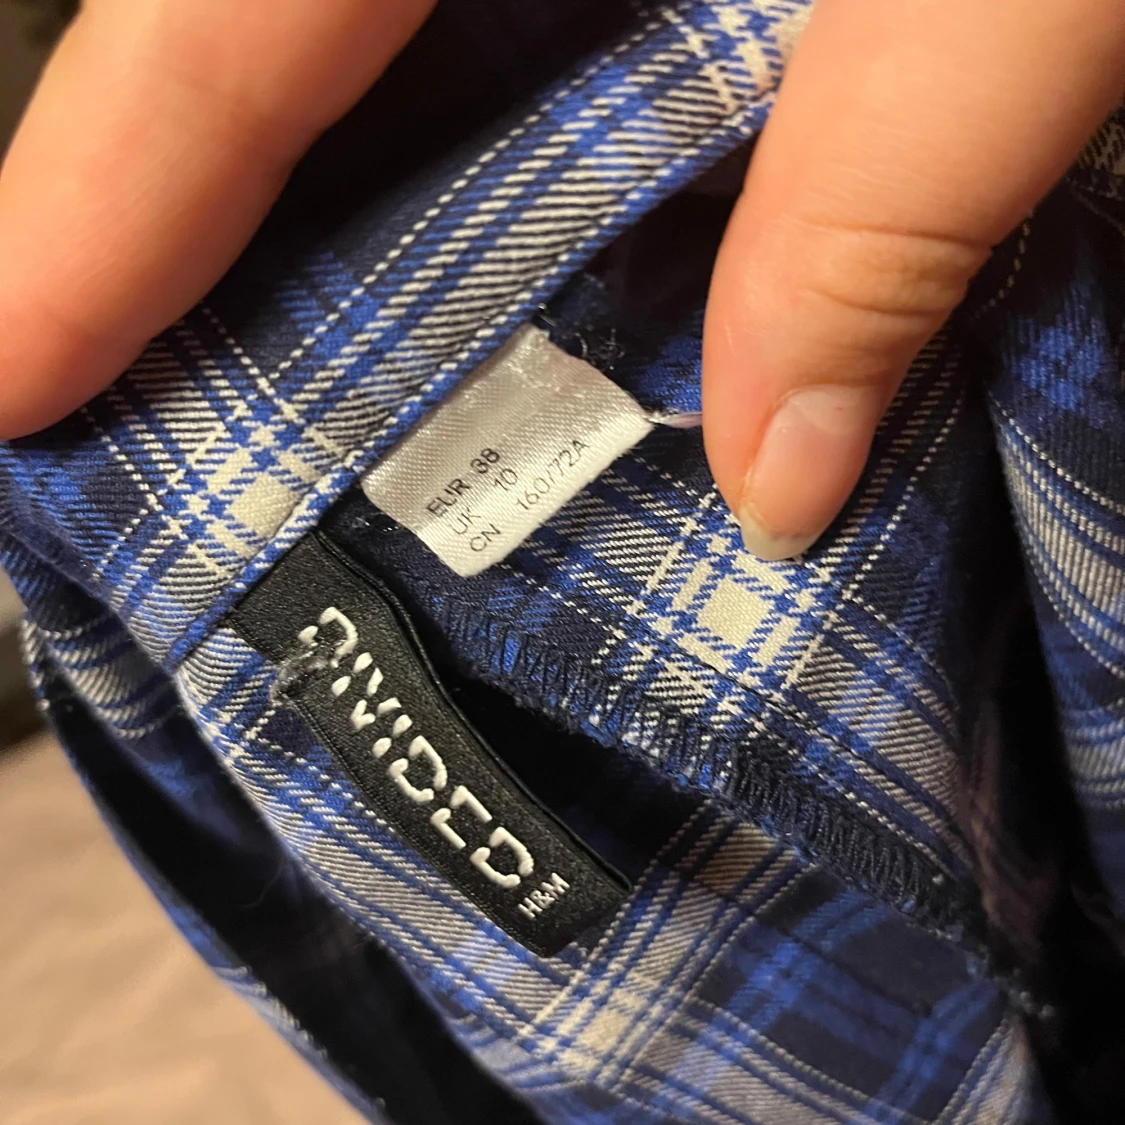 EUR 38
UK 10
CN 160/72A
DIVIDED
H&M